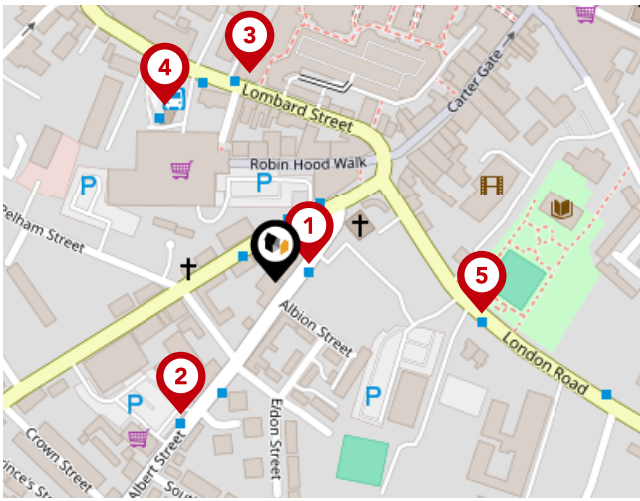 3
4
Lombard Street
Carter Gate →
Robin Hood Walk
P
P
Pelham Street
1
5
Albion Street
London Road
2
P
P
Eldon Street
Crown Street
Albert Street